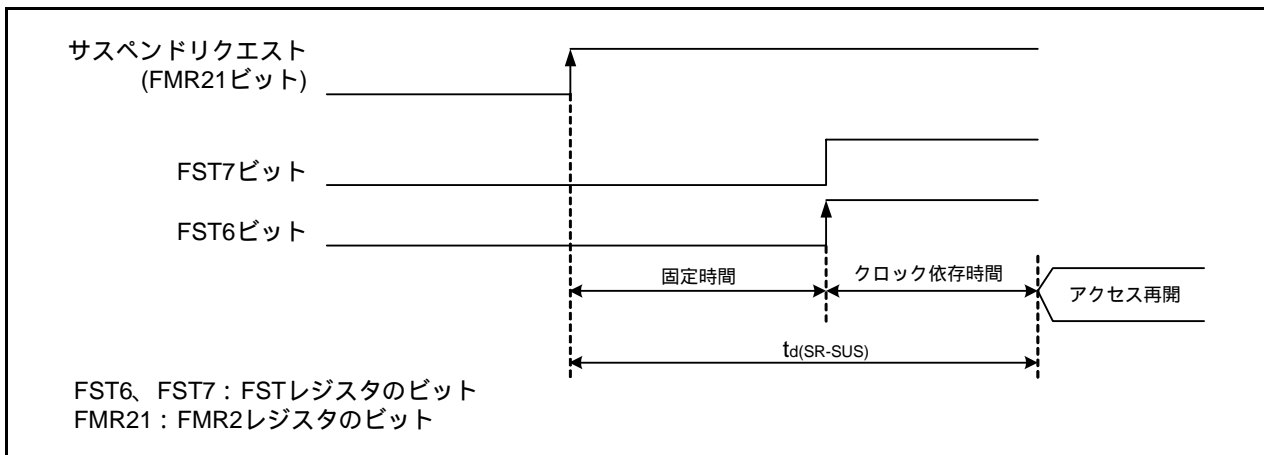 サスペンドリクエスト
(FMR21ビット)
FST7ビット
FST6ビット
固定時間
クロック依存時間
アクセス再開
td(SR-SUS)
FST6、FST7：FSTレジスタのビット
FMR21：FMR2レジスタのビット